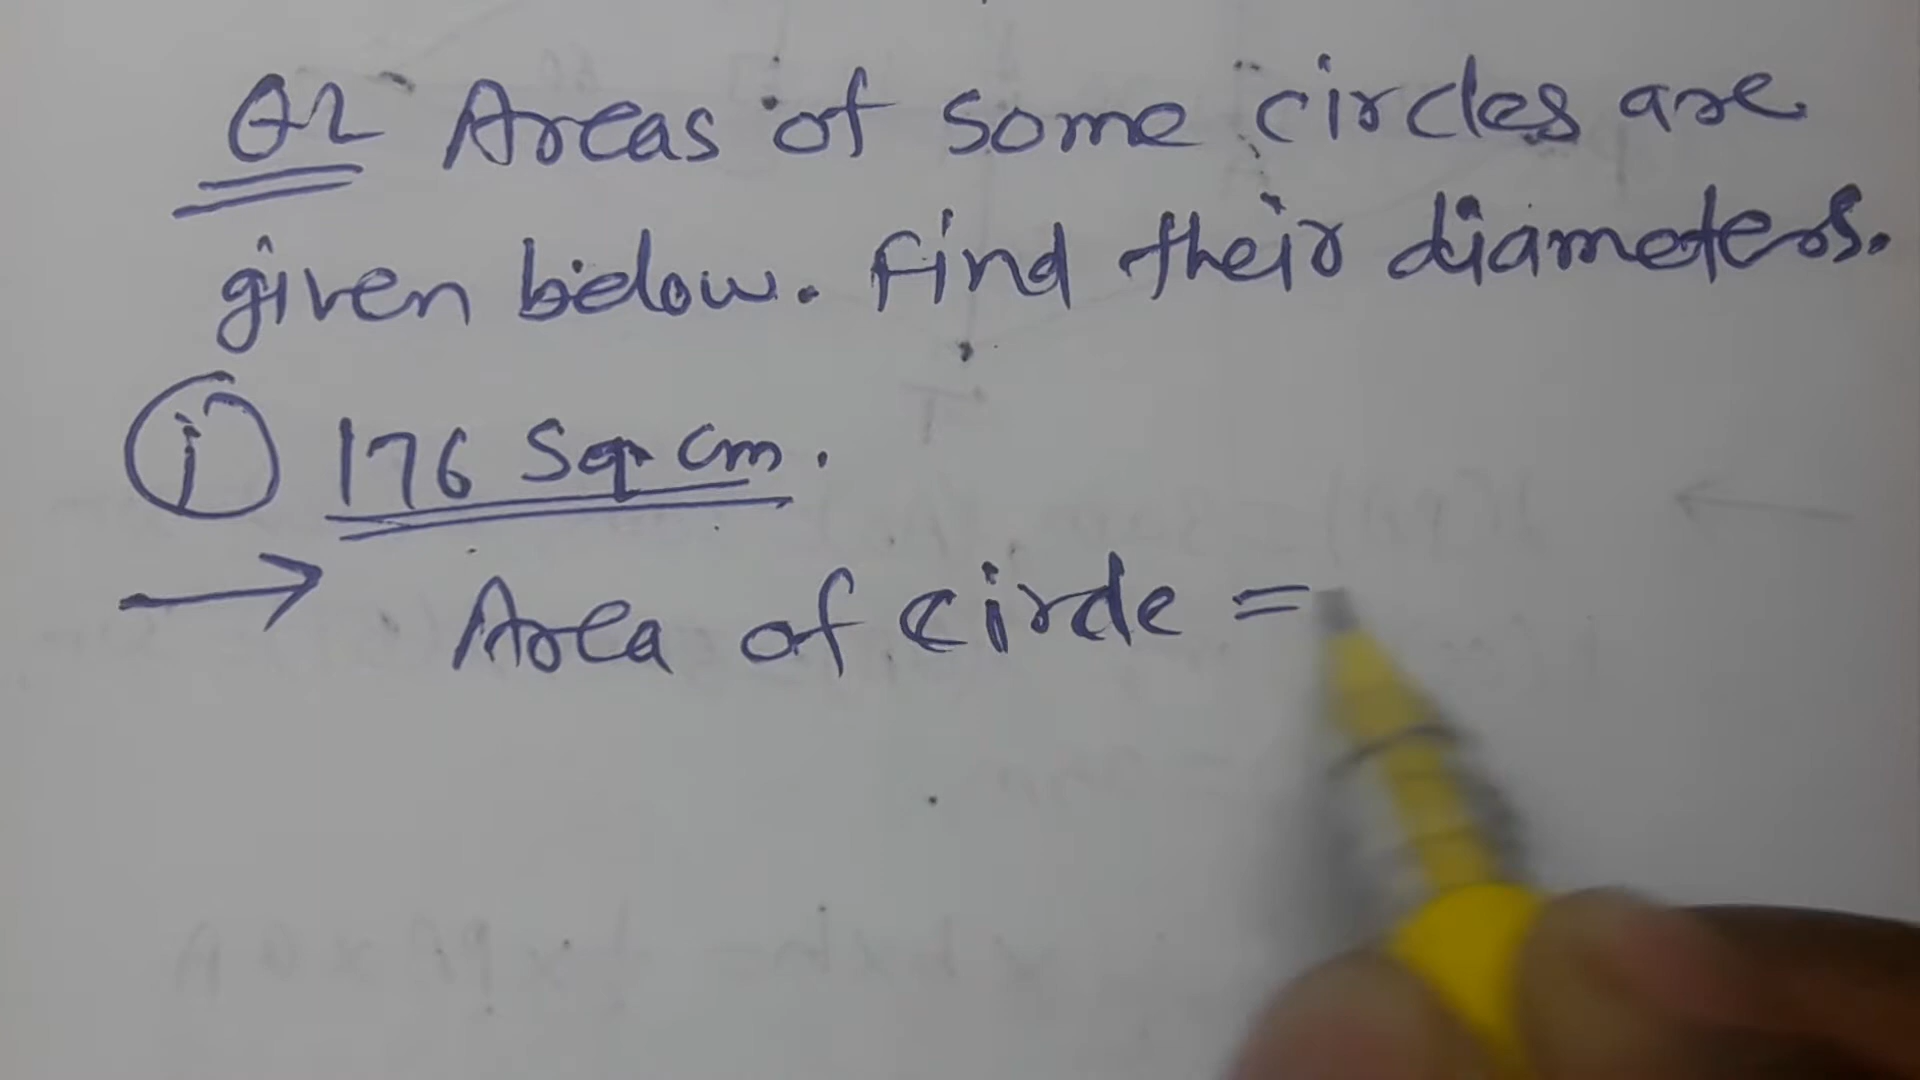 Q2 Areas of some circles are
given below. Find their diameters.
i 176 Sq cm.
→ Area of circle =